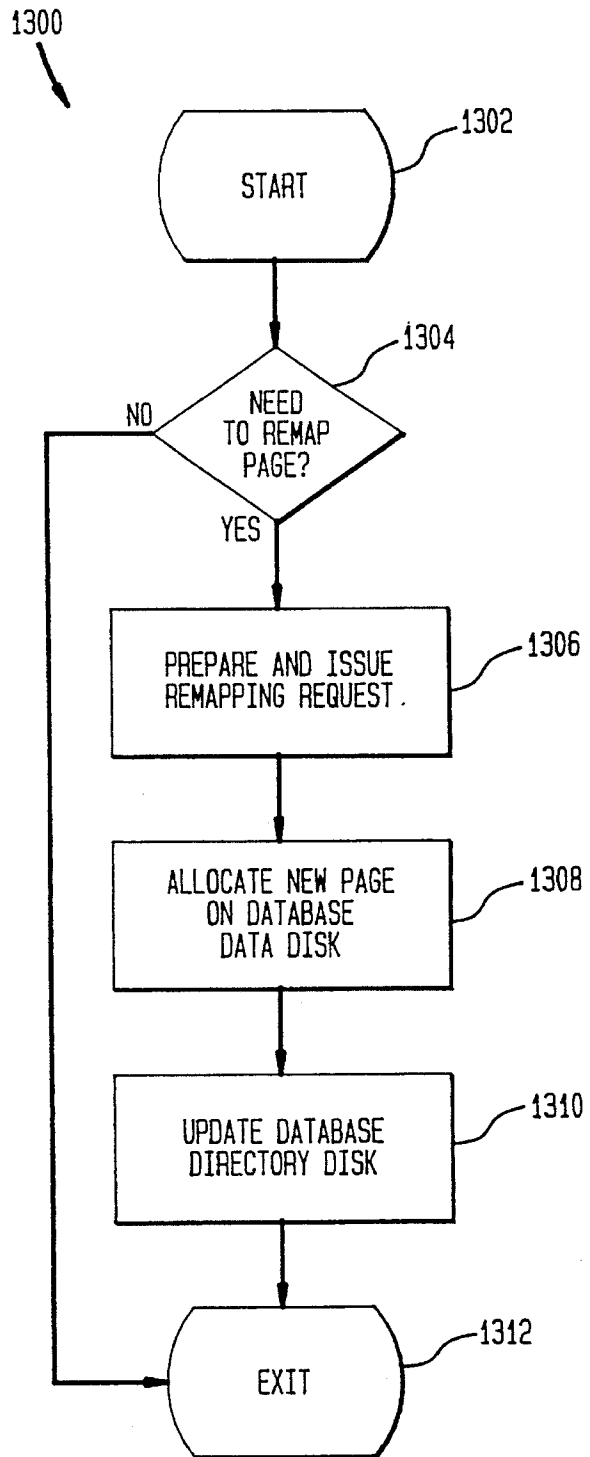 1300
1302
START
1304
NEED
TO REMAP
PAGE?
NO
YES
1306
PREPARE AND ISSUE
REMAPPING REQUEST.
1308
ALLOCATE NEW PAGE
ON DATABASE
DATA DISK
1310
UPDATE DATABASE
DIRECTORY DISK
1312
EXIT